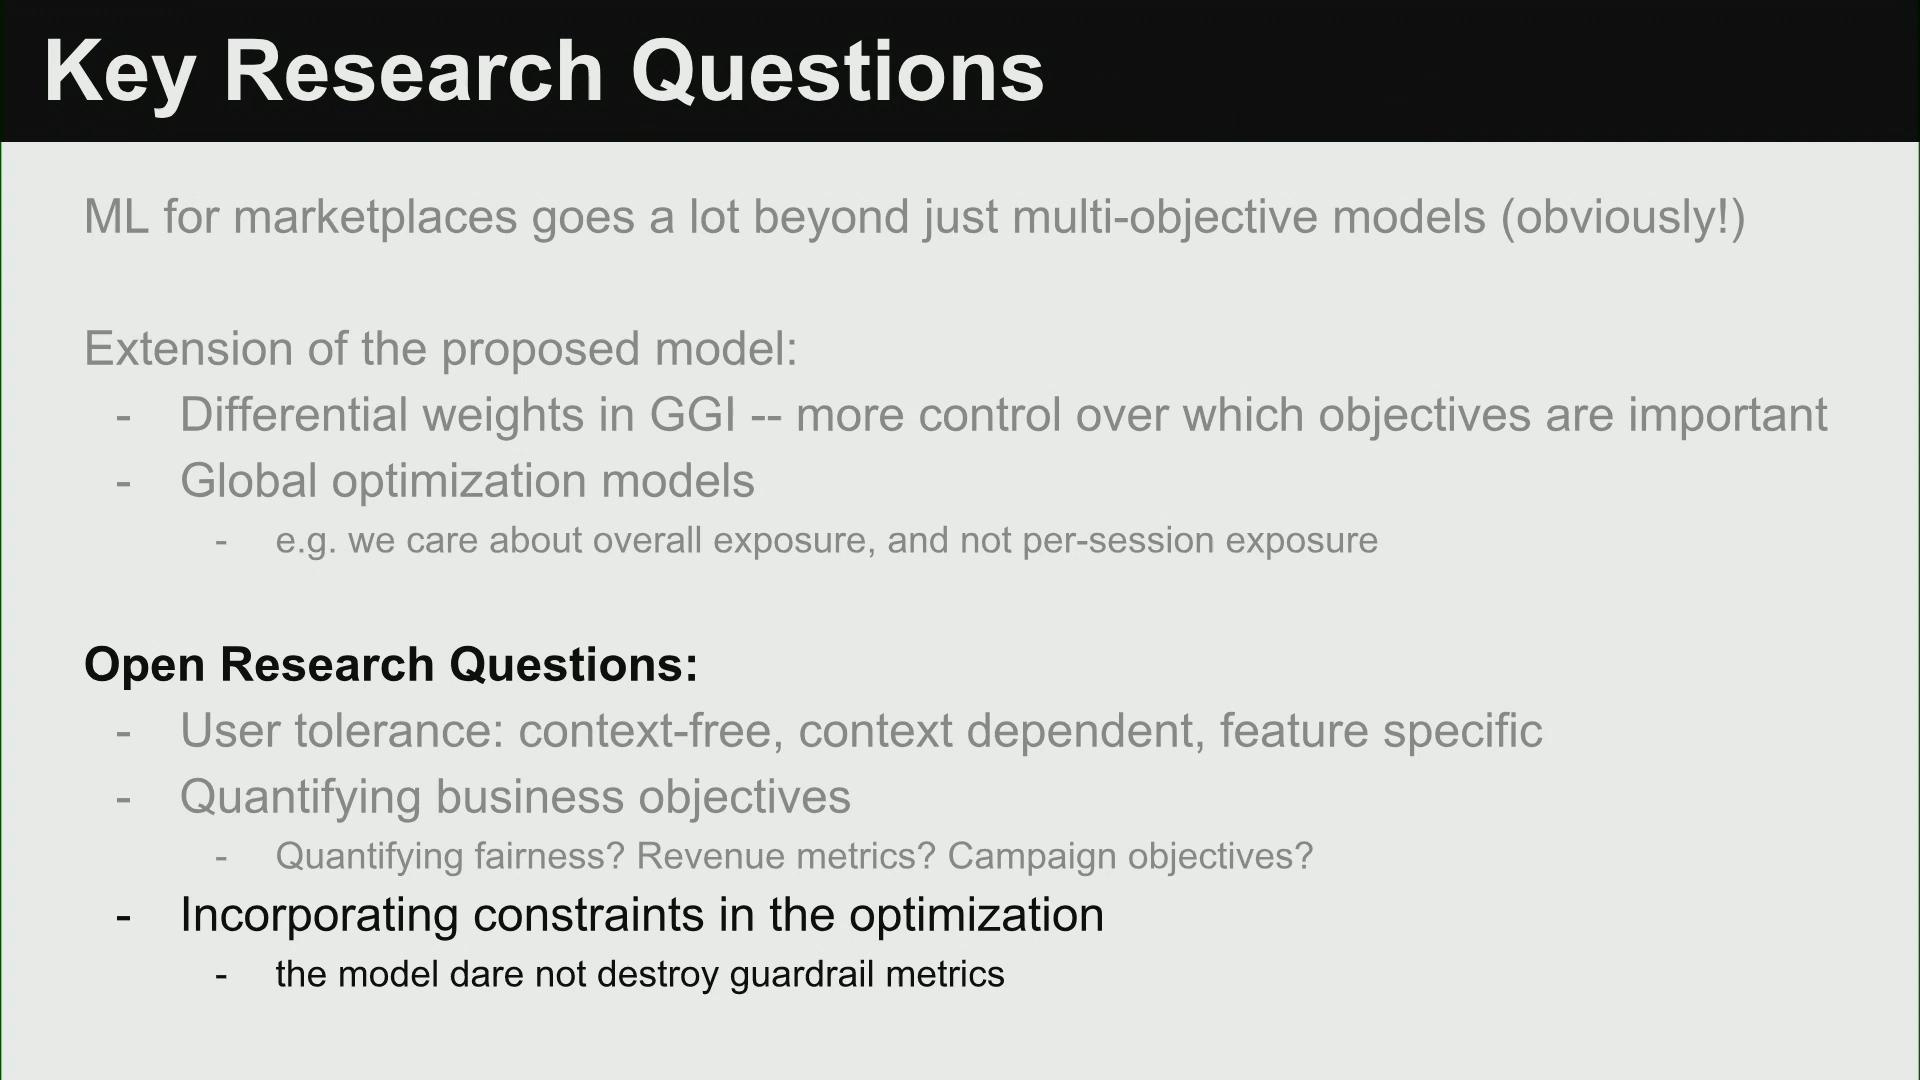 Key Research Questions
ML for marketplaces goes a lot beyond just multi-objective models (obviously!)
Extension of the proposed model:
- Differential weights in GGI -- more control over which objectives are important
- Global optimization models
- e.g. we care about overall exposure, and not per-session exposure
Open Research Questions:
- User tolerance: context-free, context dependent, feature specific
- Quantifying business objectives
- Quantifying fairness? Revenue metrics? Campaign objectives?
- Incorporating constraints in the optimization
- the model dare not destroy guardrail metrics